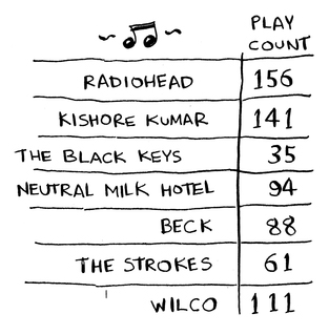 PLAY
COUNT
RADIOHEAD 156
KISHORE KUMAR 141
THE BLACK KEYS 35
NEUTRAL MILK HOTEL 94
BECK 88
THE STROKES 61
WILCO 111